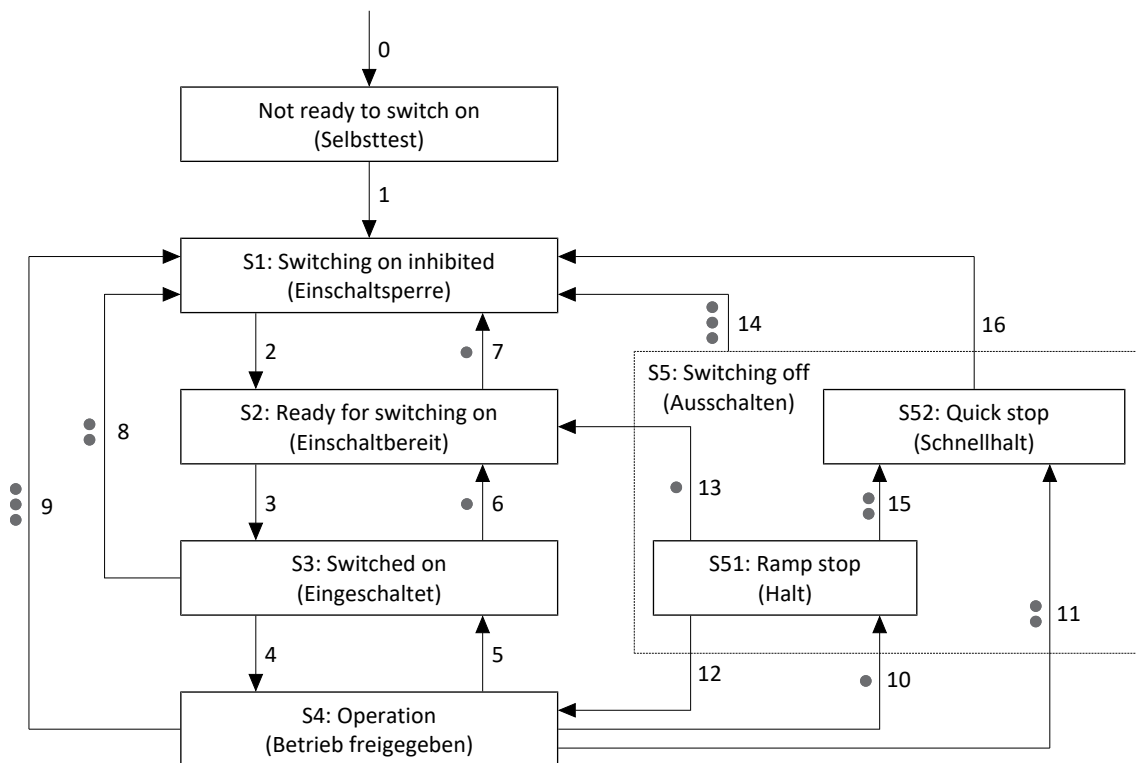 0
Not ready to switch on
(Selbsttest)
1
S1: Switching on inhibited
(Einschaltsperre)
2
7
14
16
S5: Switching off
(Ausschalten)
S2: Ready for switching on
(Einschaltbereit)
S52: Quick stop
(Schnellhalt)
8
9
3
6
13
15
S3: Switched on
(Eingeschaltet)
S51: Ramp stop
(Halt)
11
4
5
12
10
S4: Operation
(Betrieb freigegeben)